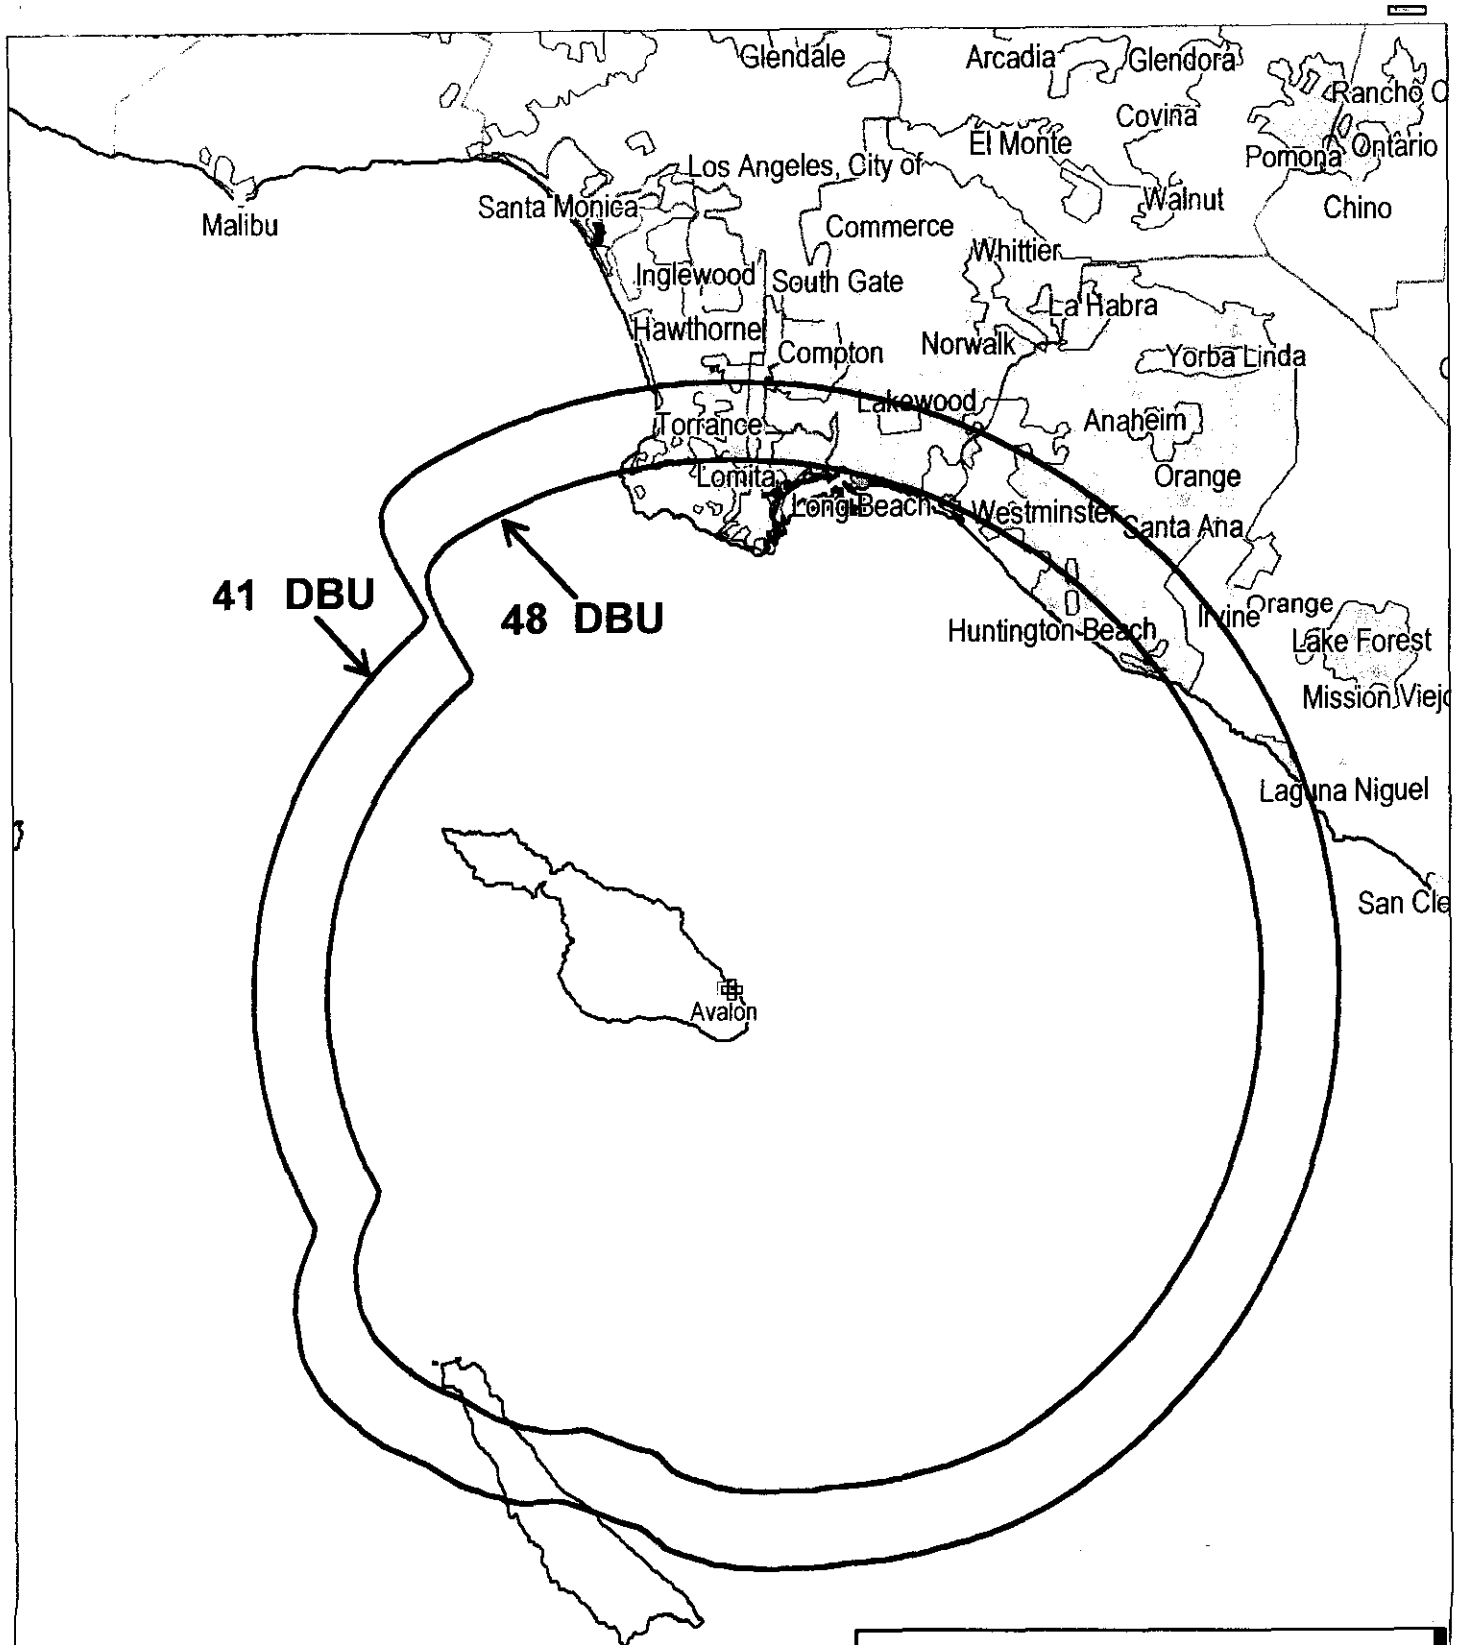 Glendale
Arcadia
Glendora
Rancho C
Covina
El Monte
Pomona
Ontario
Los Angeles, City of
Santa Monica
Walnut
Chino
Malibu
Commerce
Whittier
Inglewood
South Gate
La Habra
Hawthorne
Compton
Norwalk
Yorba Linda
Lakewood
Torrance
Anaheim
Lomita
Orange
Long Beach
Westminster
Santa Ana
41 DBU
48 DBU
Irvine
Orange
Huntington Beach
Lake Forest
Mission Viejo
Laguna Niguel
San Cle
Avalon